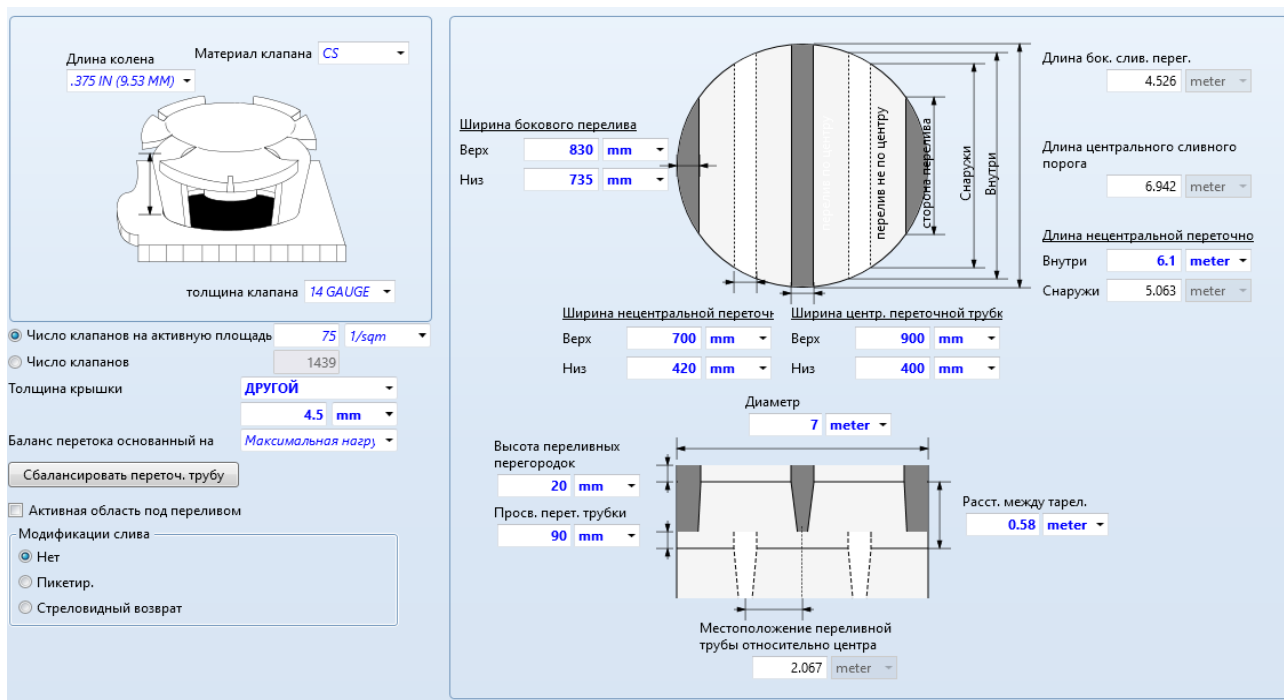 Длина колена
Материал клапана CS
.375 IN (9.53 MM)
толщина клапана 14 GAUGE
Число клапанов на активную площадь 75 1/sqm
Число клапанов 1439
Толщина крышки ДРУГОЙ
4.5 mm
Баланс перетока основанный на Максимальная нагру
Сбалансировать переточ. трубу
Активная область под переливом
Модификации слива
Нет
Пикетир.
Стреловидный возврат
Ширина бокового перелива
Верх 830 mm
Низ 735 mm
перелив по центру
перелив не по центру
сторона перелива
Снаружи
Внутри
Длина бок. слив. перег.
4.526 meter
Длина центрального сливного
порога
6.942 meter
Длина нецентральной переточно
Внутри 6.1 meter
Снаружи 5.063 meter
Ширина нецентральной переточн
Верх 700 mm
Низ 420 mm
Ширина центр. переточной трубк
Верх 900 mm
Низ 400 mm
Диаметр
7 meter
Высота переливных
перегородок
20 mm
Просв. перет. трубки
90 mm
Расст. между тарел.
0.58 meter
Местоположение переливной
трубы относительно центра
2.067 meter